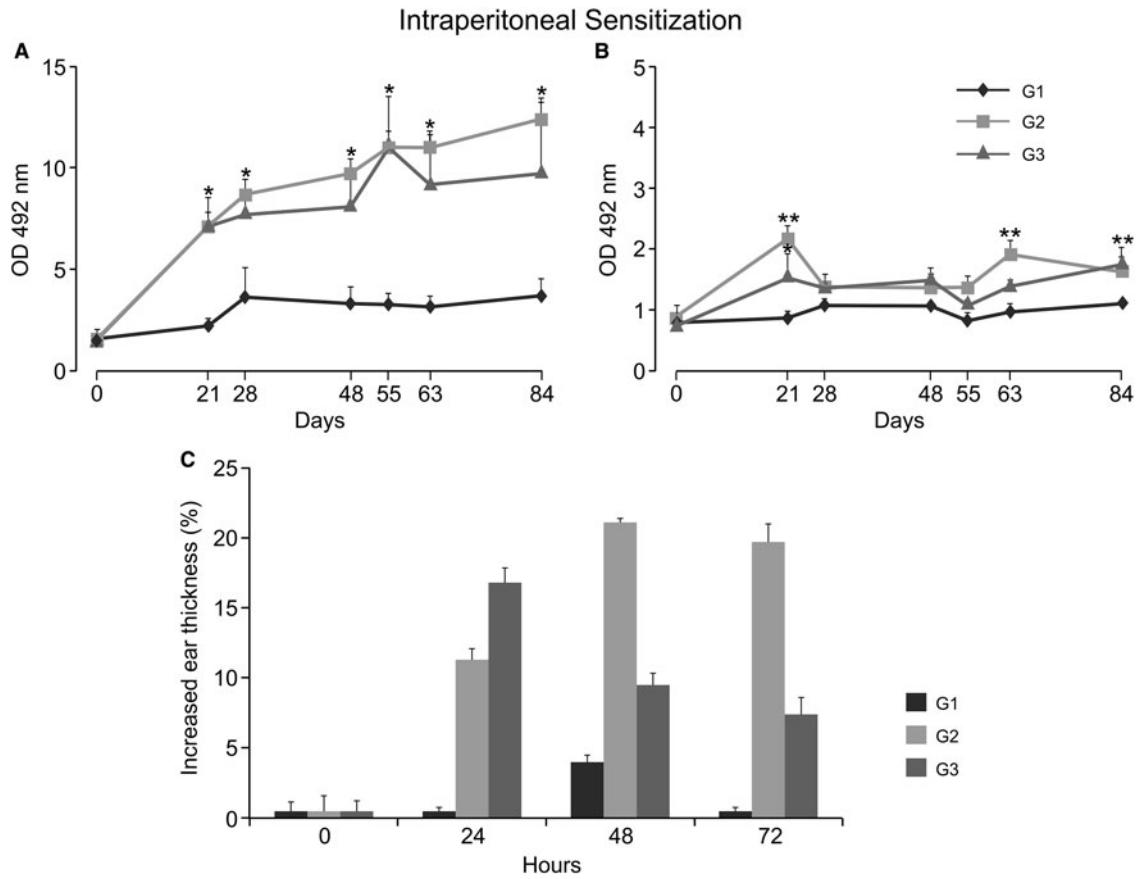 Intraperitoneal Sensitization
A
15
10
5
0
OD 492 nm
* * * * * *
0 21 28 48 55 63 84
Days
B
5
4
3
2
1
0
OD 492 nm
G1
G2
G3
** ** **
*
0 21 28 48 55 63 84
Days
C
25
20
15
10
5
0
Increased ear thickness (%)
0 24 48 72
Hours
G1
G2
G3